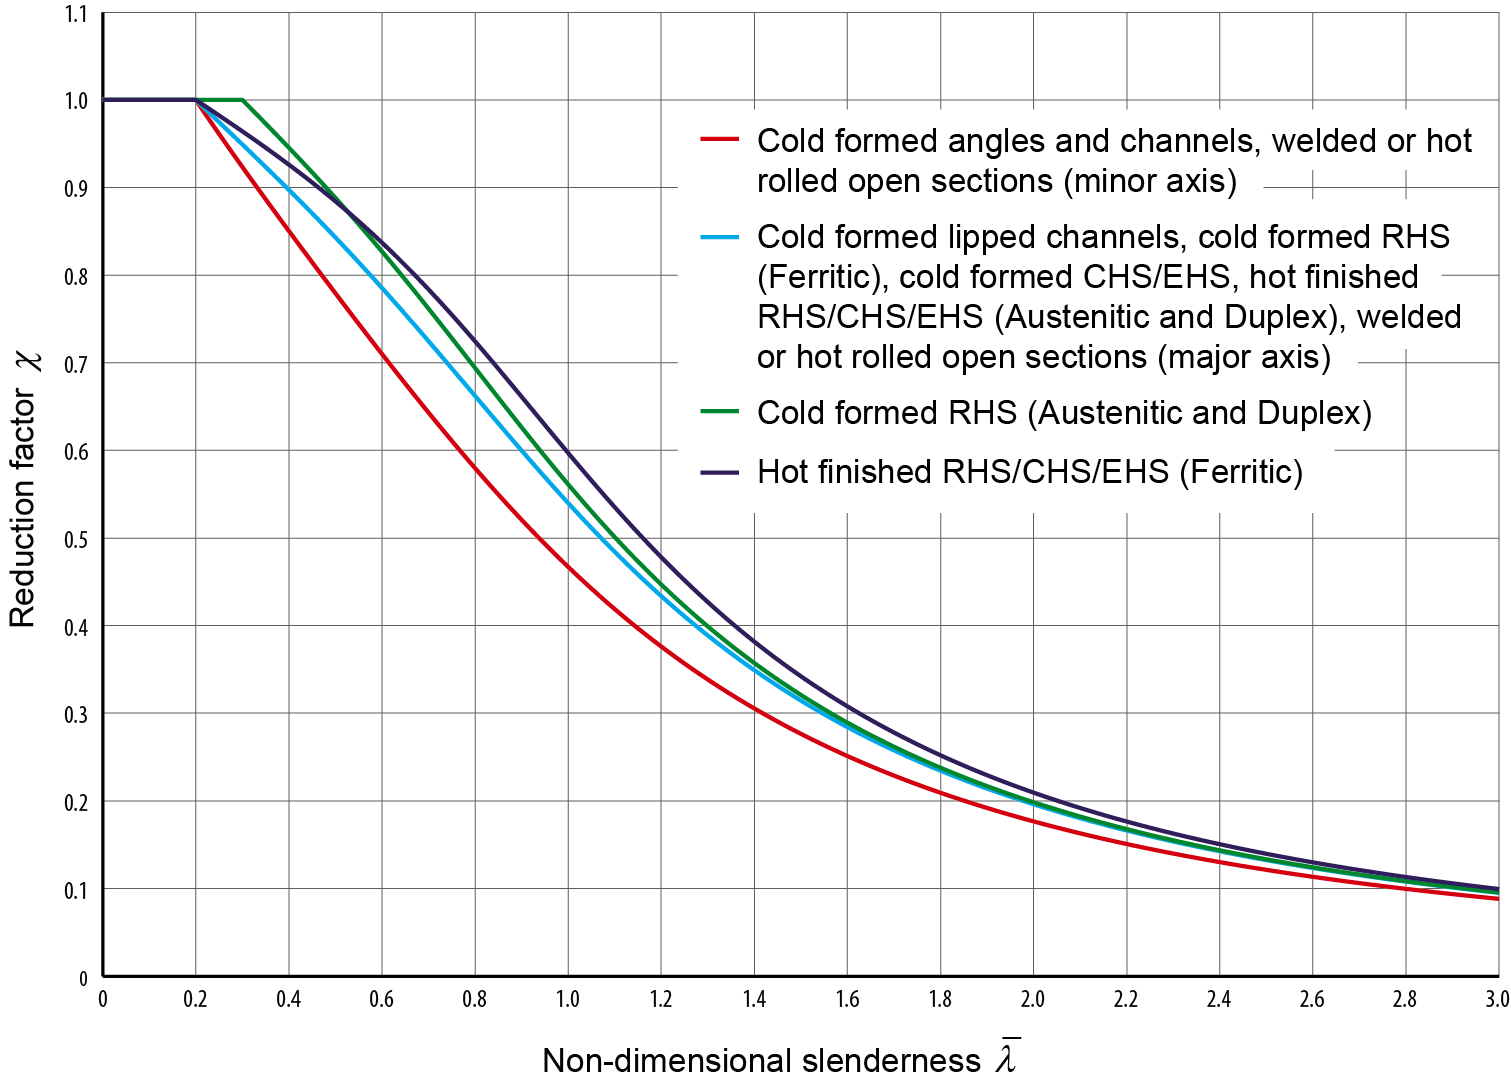 1.1
1.0
0.9
0.8
0.7
0.6
0.5
0.4
0.3
0.2
0.1
0
Reduction factor χ
Cold formed angles and channels, welded or hot
rolled open sections (minor axis)
Cold formed lipped channels, cold formed RHS
(Ferritic), cold formed CHS/EHS, hot finished
RHS/CHS/EHS (Austenitic and Duplex), welded
or hot rolled open sections (major axis)
Cold formed RHS (Austenitic and Duplex)
Hot finished RHS/CHS/EHS (Ferritic)
0 0.2 0.4 0.6 0.8 1.0 1.2 1.4 1.6 1.8 2.0 2.2 2.4 2.6 2.8 3.0
Non-dimensional slenderness λ̅